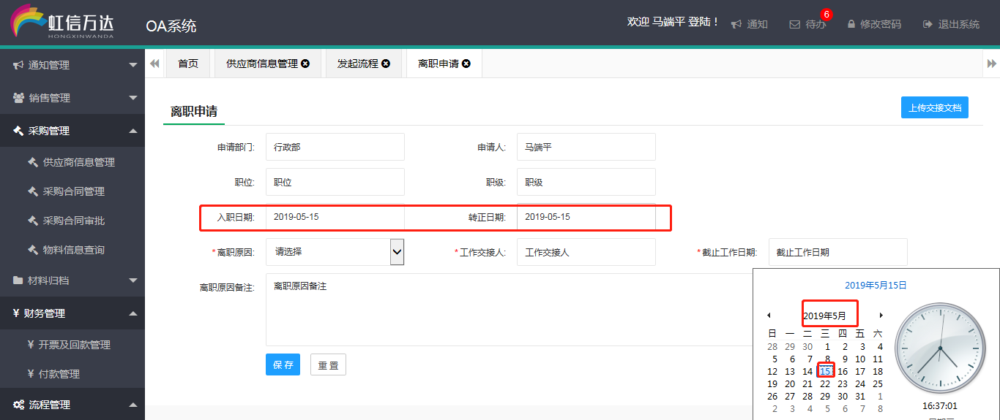 虹信万达
HONGXINWANDA
OA系统
欢迎 马端平 登陆！
通知
待办
6
修改密码
退出系统
通知管理
销售管理
采购管理
供应商信息管理
采购合同管理
采购合同审批
物料信息查询
材料归档
¥ 财务管理
¥ 开票及回款管理
¥ 付款管理
流程管理
首页
供应商信息管理
发起流程
离职申请
离职申请
上传交接文档
申请部门: 行政部 申请人: 马端平
职位: 职位 职级: 职级
入职日期: 2019-05-15 转正日期: 2019-05-15
*离职原因: 请选择 *工作交接人: 工作交接人 *截止工作日期: 截止工作日期
离职原因备注: 离职原因备注
保存 重置
2019年5月15日
2019年5月
日 一 二 三 四 五 六
28 29 30 1 2 3 4
5 6 7 8 9 10 11
12 13 14 15 16 17 18
19 20 21 22 23 24 25
26 27 28 29 30 31 1
2 3 4 5 6 7 8
16:37:01